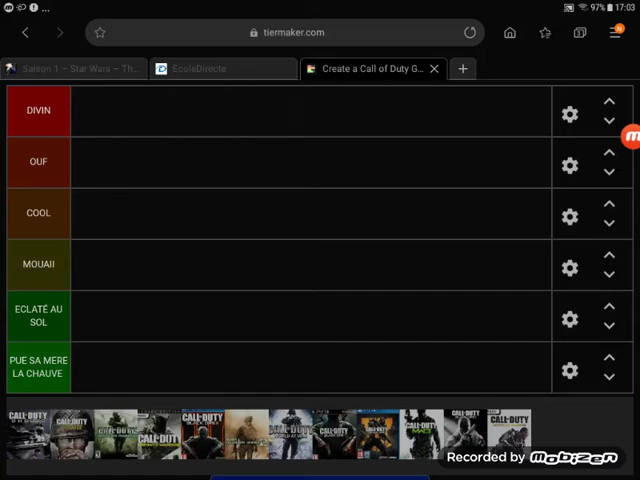 ... 97% 17:03
tiermaker.com
Saison 1 – Star Wars – Th...
EcoleDirecte
Create a Call of Duty G...
DIVIN
OUF
COOL
MOUAII
ECLATÉ AU
SOL
PUE SA MERE
LA CHAUVE
Recorded by mobizen